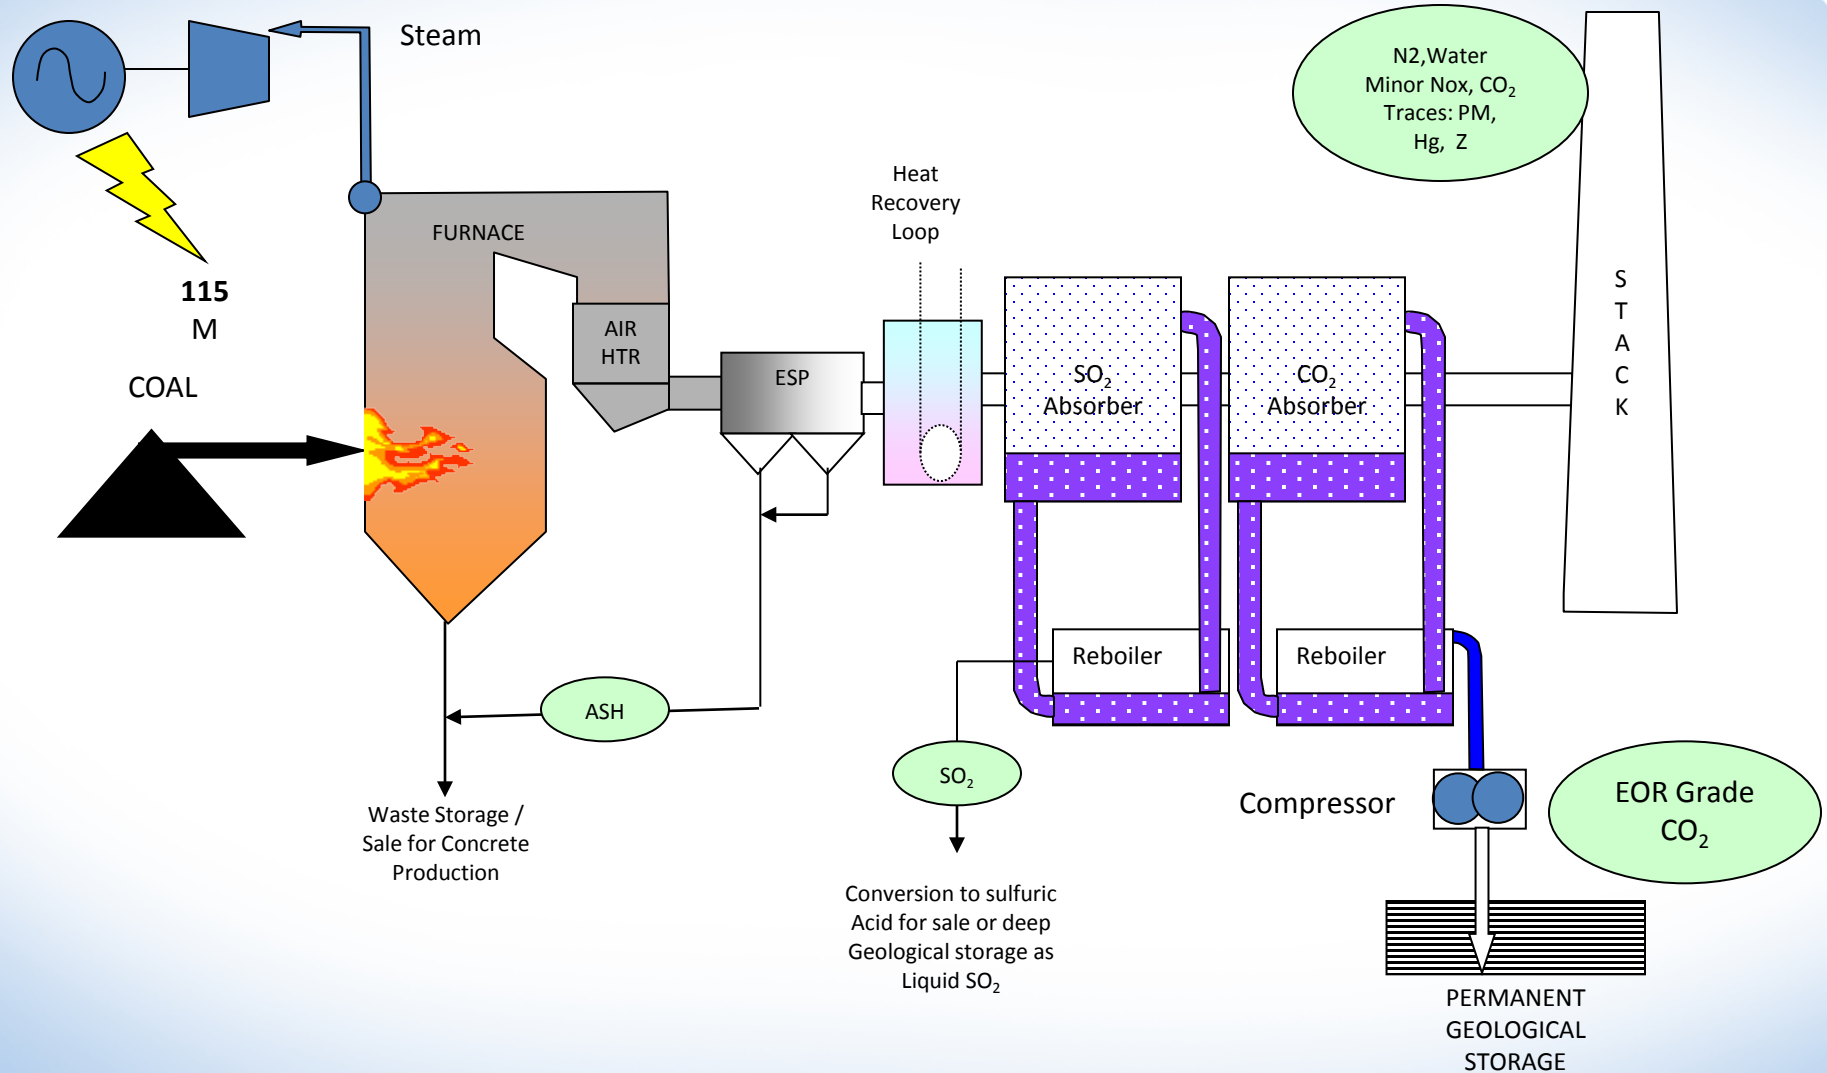 Steam
N2,Water
Minor Nox, CO₂
Traces: PM,
Hg, Z
Heat
Recovery
Loop
FURNACE
115
M
AIR
HTR
COAL
ESP
SO₂
Absorber
CO₂
Absorber
S
T
A
C
K
Reboiler
Reboiler
ASH
SO₂
Waste Storage /
Sale for Concrete
Production
Compressor
EOR Grade
CO₂
Conversion to sulfuric
Acid for sale or deep
Geological storage as
Liquid SO₂
PERMANENT
GEOLOGICAL
STORAGE